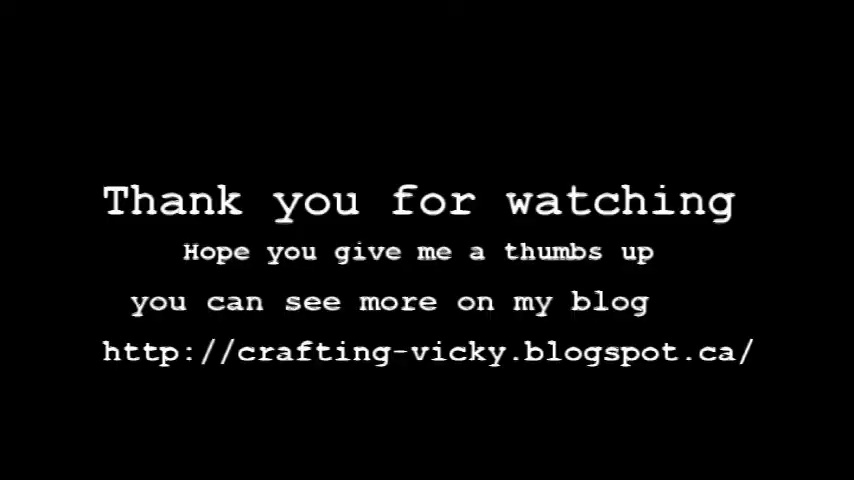 Thank you for watching
Hope you give me a thumbs up
you can see more on my blog
http://crafting-vicky.blogspot.ca/